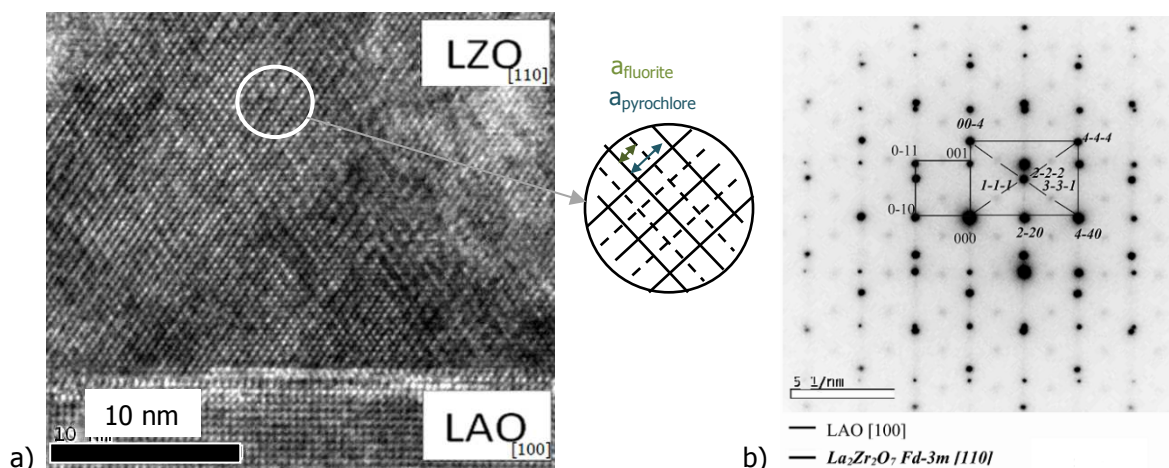 LZO
[110]
a fluorite
a pyrochlore
LAO
[100]
10 nm
a)
00-4
4-4-4
0-11
001
2-2-2
1-1-1
3-3-1
0-10
000
2-20
4-40
5 1/nm
LAO [100]
La2Zr2O7 Fd-3m [110]
b)